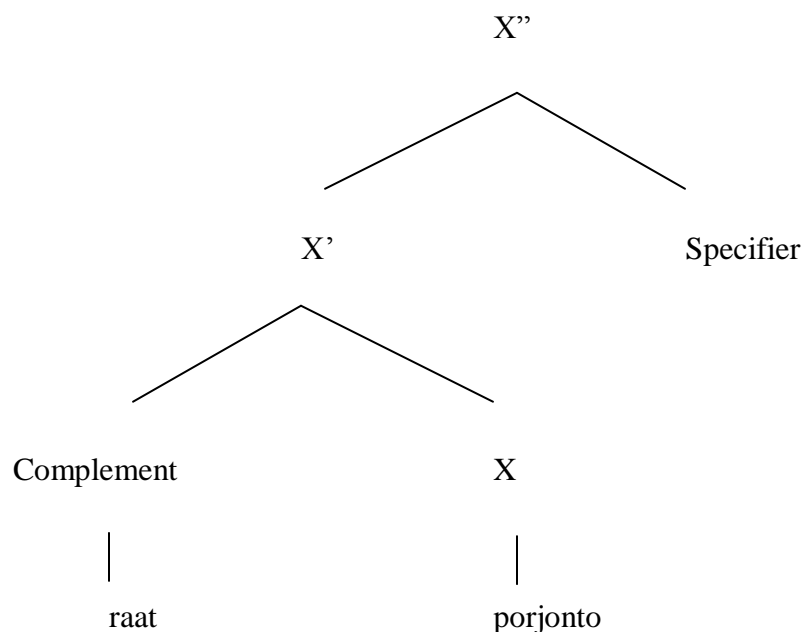 X”
X’ Specifier
Complement X
raat porjonto